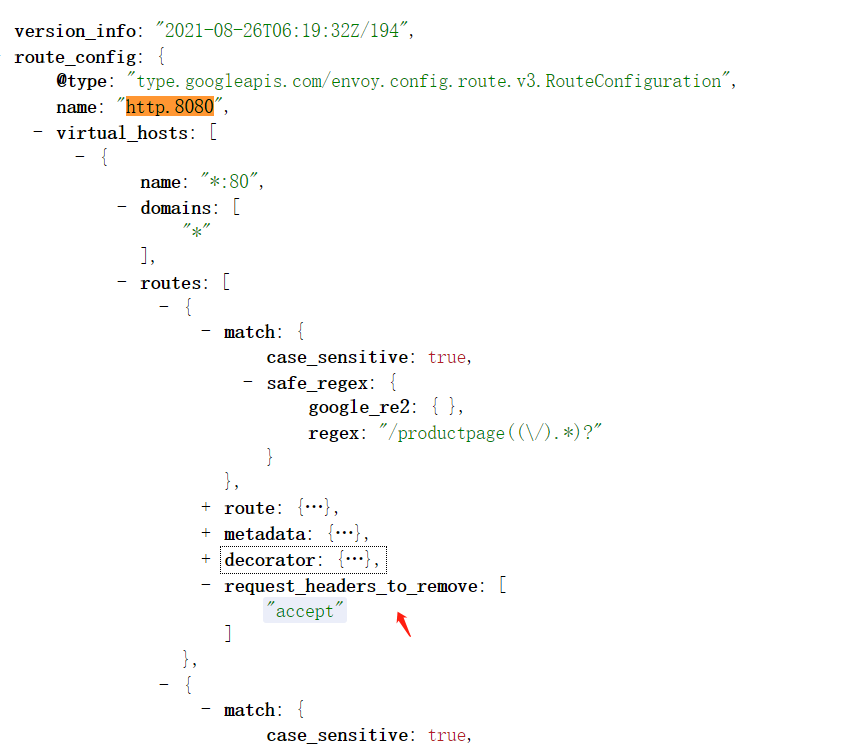 version_info: "2021-08-26T06:19:32Z/194",
route_config: {
@type: "type.googleapis.com/envoy.config.route.v3.RouteConfiguration",
name: "http.8080",
- virtual_hosts: [
- {
name: "*:80",
- domains: [
"*"
],
- routes: [
- {
- match: {
case_sensitive: true,
- safe_regex: {
google_re2: { },
regex: "/productpage((\/).*)?"
}
},
+ route: {…},
+ metadata: {…},
+ decorator: {…},
- request_headers_to_remove: [
"accept"
]
},
- {
- match: {
case_sensitive: true,